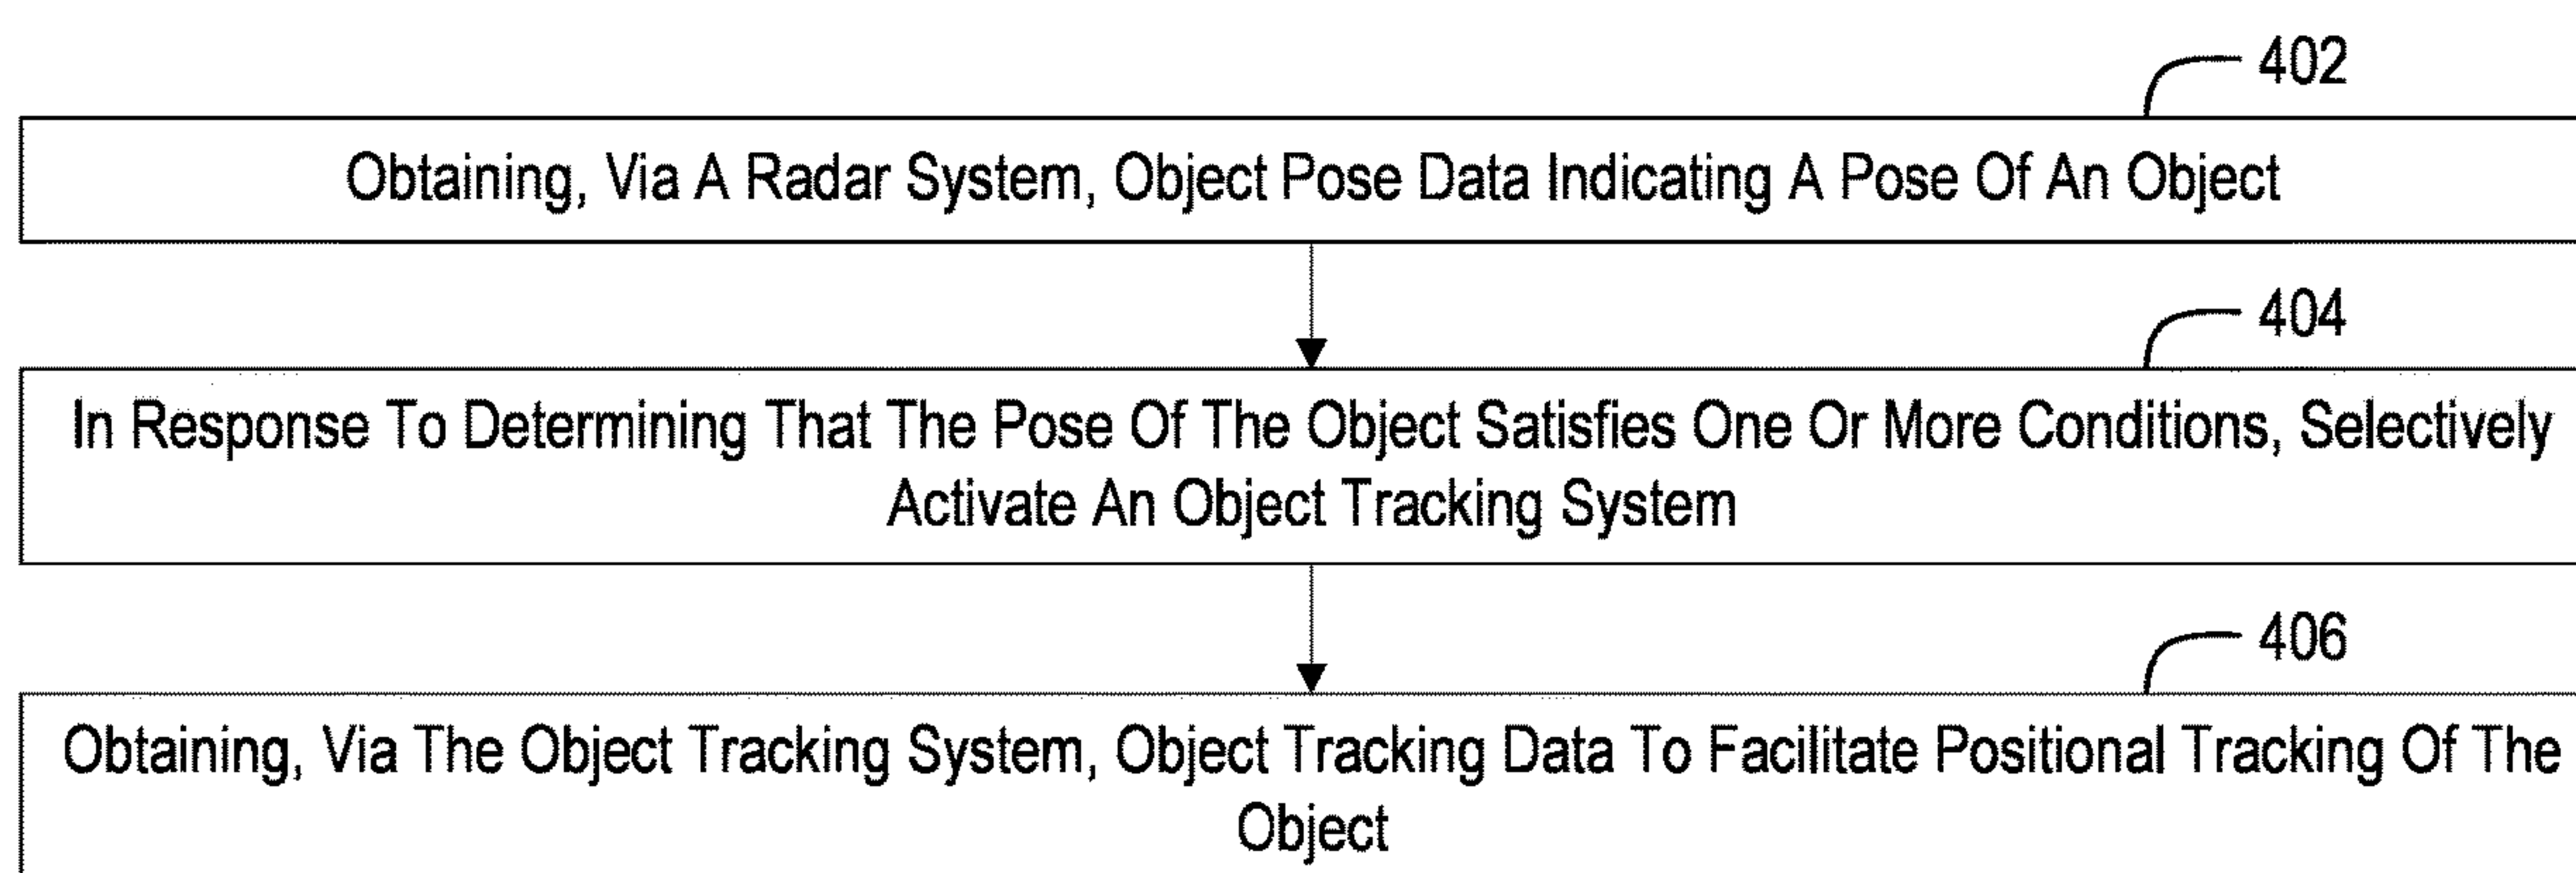 402
Obtaining, Via A Radar System, Object Pose Data Indicating A Pose Of An Object
404
In Response To Determining That The Pose Of The Object Satisfies One Or More Conditions, Selectively
Activate An Object Tracking System
406
Obtaining, Via The Object Tracking System, Object Tracking Data To Facilitate Positional Tracking Of The
Object